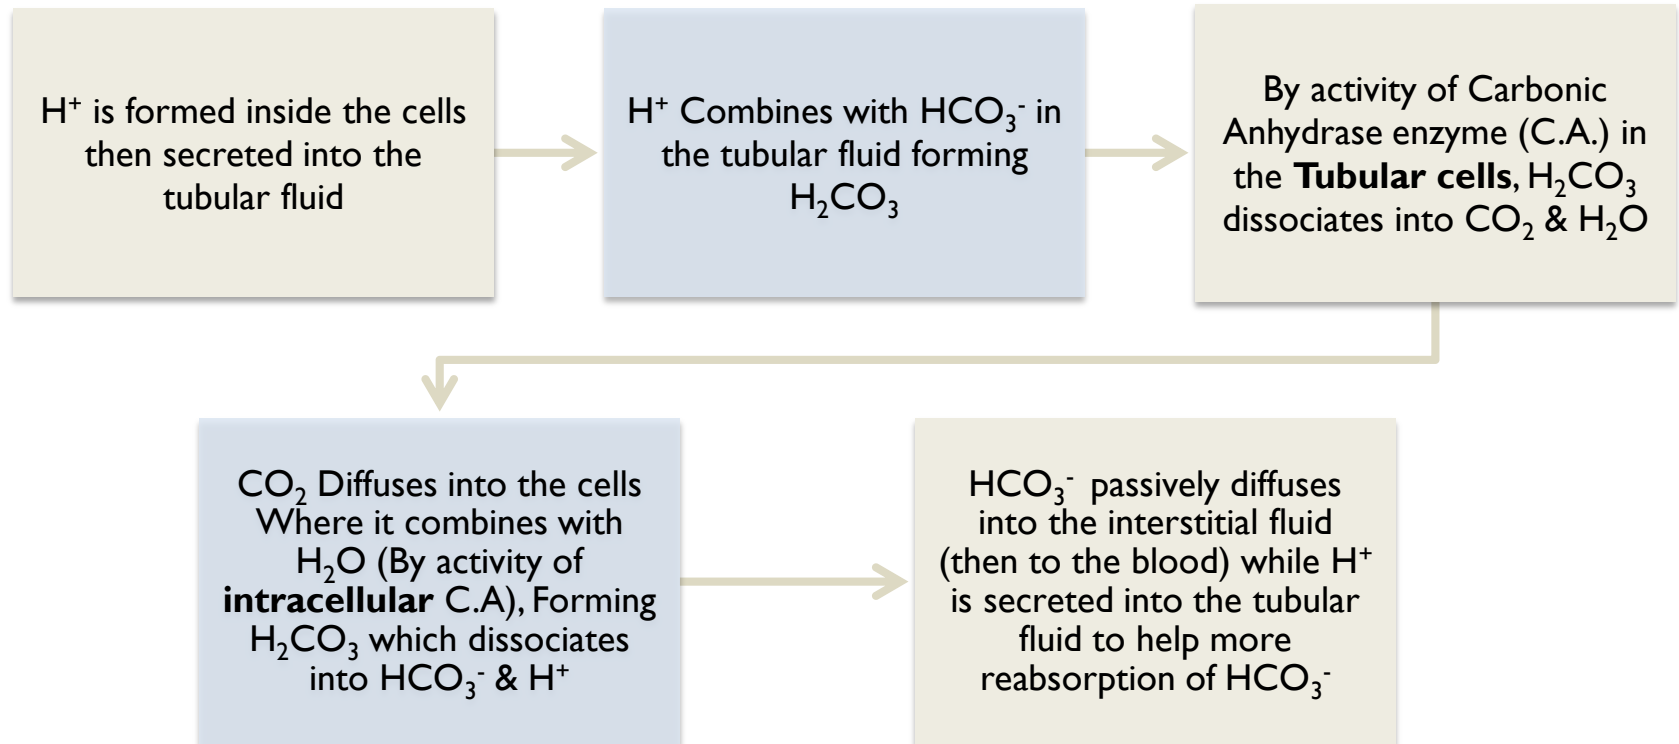 H⁺ is formed inside the cells
then secreted into the
tubular fluid
H⁺ Combines with HCO₃⁻ in
the tubular fluid forming
H₂CO₃
By activity of Carbonic
Anhydrase enzyme (C.A.) in
the Tubular cells, H₂CO₃
dissociates into CO₂ & H₂O
CO₂ Diffuses into the cells
Where it combines with
H₂O (By activity of
intracellular C.A), Forming
H₂CO₃ which dissociates
into HCO₃⁻ & H⁺
HCO₃⁻ passively diffuses
into the interstitial fluid
(then to the blood) while H⁺
is secreted into the tubular
fluid to help more
reabsorption of HCO₃⁻